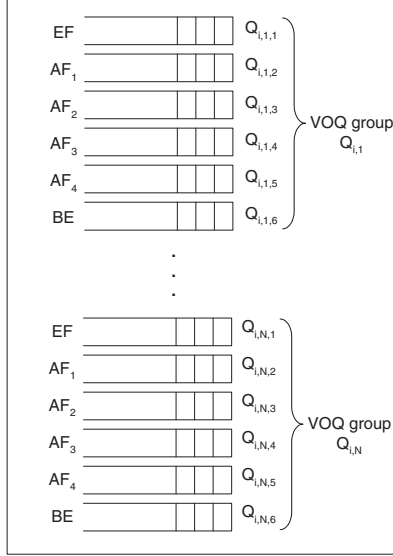 EF Q_{i,1,1}
AF_1 Q_{i,1,2}
AF_2 Q_{i,1,3}
AF_3 Q_{i,1,4}
AF_4 Q_{i,1,5}
BE Q_{i,1,6}
VOQ group
Q_{i,1}
EF Q_{i,N,1}
AF_1 Q_{i,N,2}
AF_2 Q_{i,N,3}
AF_3 Q_{i,N,4}
AF_4 Q_{i,N,5}
BE Q_{i,N,6}
VOQ group
Q_{i,N}